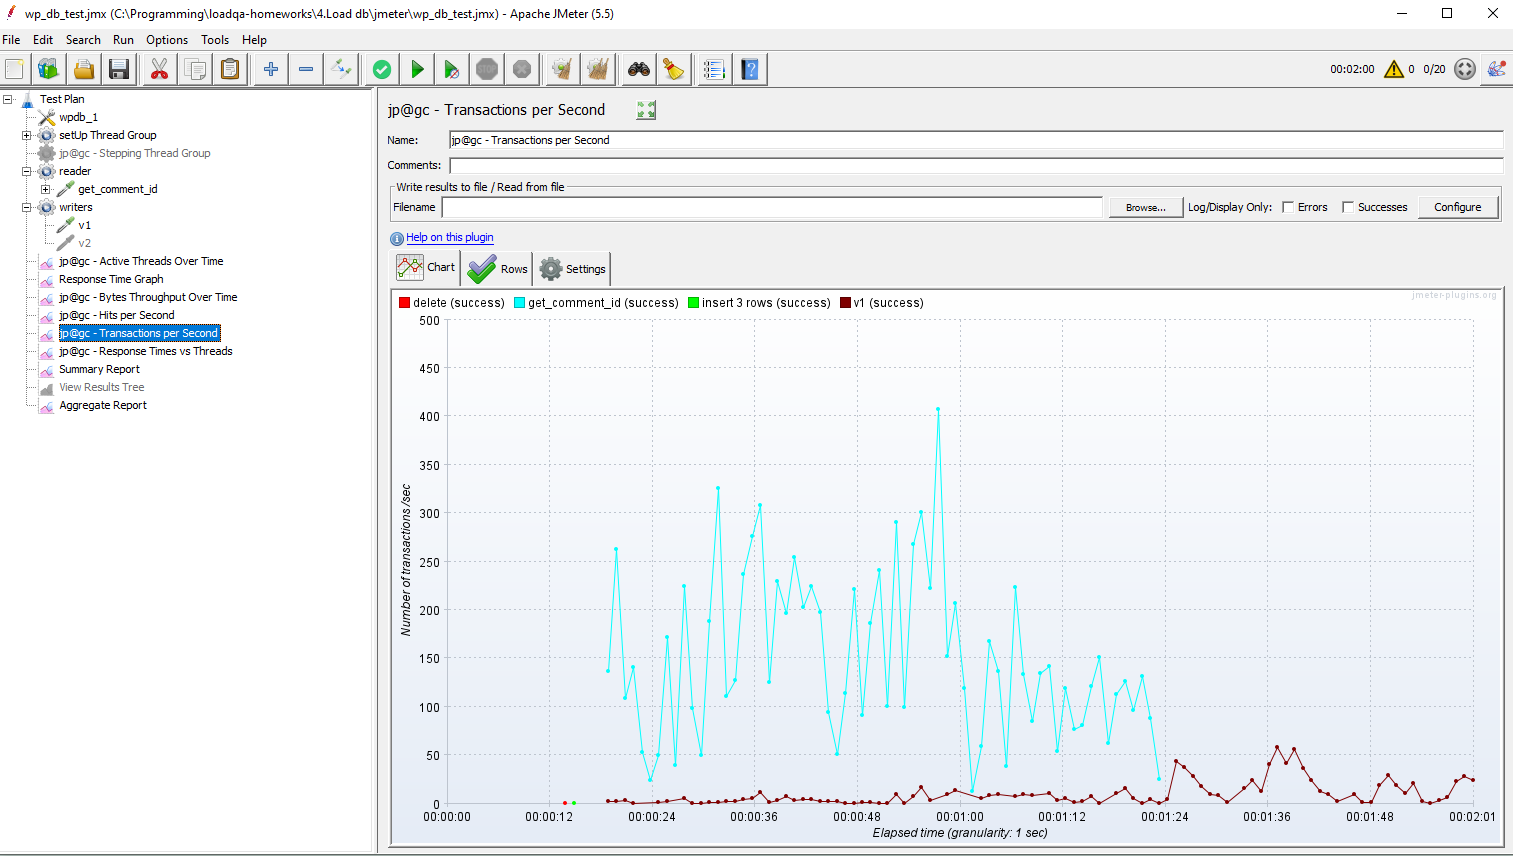 wp_db_test.jmx (C:\Programming\loadqa-homeworks\4.Load db\jmeter\wp_db_test.jmx) - Apache JMeter (5.5)
File Edit Search Run Options Tools Help
STOP
00:02:00 0 0/20
Test Plan
wpdb_1
setUp Thread Group
jp@gc - Stepping Thread Group
reader
get_comment_id
writers
v1
v2
jp@gc - Active Threads Over Time
Response Time Graph
jp@gc - Bytes Throughput Over Time
jp@gc - Hits per Second
jp@gc - Transactions per Second
jp@gc - Response Times vs Threads
Summary Report
View Results Tree
Aggregate Report
jp@gc - Transactions per Second
Name: jp@gc - Transactions per Second
Comments:
Write results to file / Read from file
Filename Browse... Log/Display Only: Errors Successes Configure
Help on this plugin
Chart Rows Settings
jmeter-plugins.org
delete (success) get_comment_id (success) insert 3 rows (success) v1 (success)
500
450
400
350
300
250
200
150
100
50
0
Number of transactions /sec
00:00:00 00:00:12 00:00:24 00:00:36 00:00:48 00:01:00 00:01:12 00:01:24 00:01:36 00:01:48 00:02:01
Elapsed time (granularity: 1 sec)